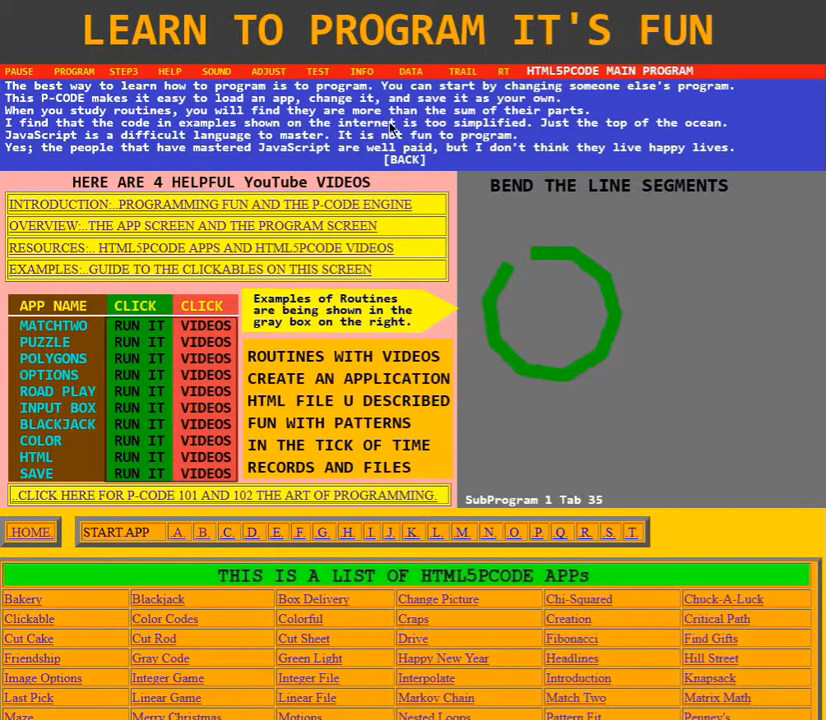 LEARN TO PROGRAM IT'S FUN
PAUSE PROGRAM STEP3 HELP SOUND ADJUST TEST INFO DATA TRAIL RT HTML5PCODE MAIN PROGRAM
The best way to learn how to program is to program. You can start by changing someone else's program.
This P-CODE makes it easy to load an app, change it, and save it as your own.
When you study routines, you will find they are more than the sum of their parts.
I find that the code in examples shown on the internet is too simplified. Just the top of the ocean.
JavaScript is a difficult language to master. It is not fun to program.
Yes; the people that have mastered JavaScript are well paid, but I don't think they live happy lives.
[BACK]
HERE ARE 4 HELPFUL YouTube VIDEOS
INTRODUCTION:..PROGRAMMING FUN AND THE P-CODE ENGINE
OVERVIEW:..THE APP SCREEN AND THE PROGRAM SCREEN
RESOURCES:.. HTML5PCODE APPS AND HTML5PCODE VIDEOS
EXAMPLES:..GUIDE TO THE CLICKABLES ON THIS SCREEN
APP NAME CLICK CLICK
MATCHTWO RUN IT VIDEOS
PUZZLE RUN IT VIDEOS
POLYGONS RUN IT VIDEOS
OPTIONS RUN IT VIDEOS
ROAD PLAY RUN IT VIDEOS
INPUT BOX RUN IT VIDEOS
BLACKJACK RUN IT VIDEOS
COLOR RUN IT VIDEOS
HTML RUN IT VIDEOS
SAVE RUN IT VIDEOS
Examples of Routines
are being shown in the
gray box on the right.
ROUTINES WITH VIDEOS
CREATE AN APPLICATION
HTML FILE U DESCRIBED
FUN WITH PATTERNS
IN THE TICK OF TIME
RECORDS AND FILES
..CLICK HERE FOR P-CODE 101 AND 102 THE ART OF PROGRAMMING.
BEND THE LINE SEGMENTS
SubProgram 1 Tab 35
HOME START.APP A. B. C. D. E. F. G. H. I. J. K. L. M. N. O. P. Q. R. S. T.
THIS IS A LIST OF HTML5PCODE APPs
Bakery Blackjack Box Delivery Change Picture Chi-Squared Chuck-A-Luck
Clickable Color Codes Colorful Craps Creation Critical Path
Cut Cake Cut Rod Cut Sheet Drive Fibonacci Find Gifts
Friendship Gray Code Green Light Happy New Year Headlines Hill Street
Image Options Integer Game Integer File Interpolate Introduction Knapsack
Last Pick Linear Game Linear File Markov Chain Match Two Matrix Math
Maze Merry Christmas Motions Nested Loops Pattern Fit Penney's